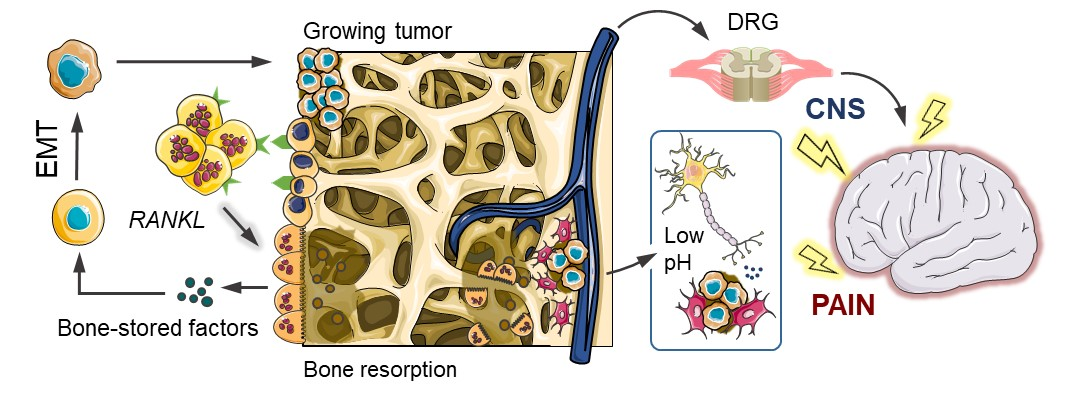 Growing tumor
DRG
CNS
EMT
RANKL
Low
pH
PAIN
Bone-stored factors
Bone resorption